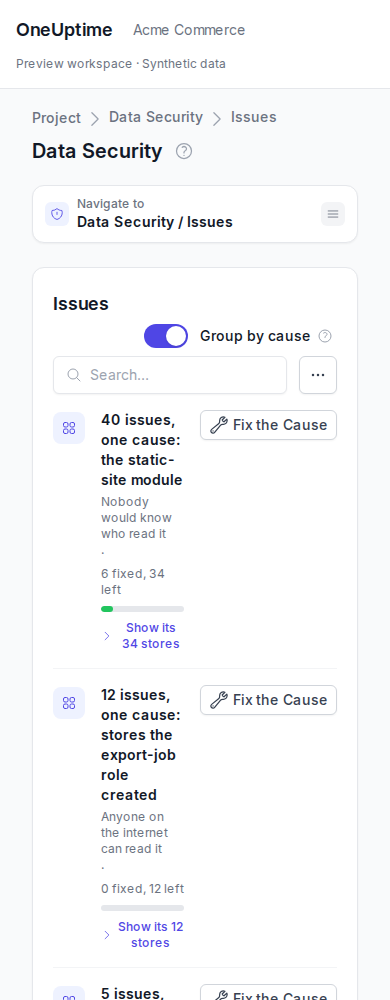 OneUptime Acme Commerce
Preview workspace · Synthetic data
Project Data Security Issues
Data Security
Navigate to
Data Security / Issues
Issues
Group by cause
Search...
40 issues,
one cause:
the static-
site module
Fix the Cause
Nobody
would know
who read it
·
6 fixed, 34
left
Show its
34 stores
12 issues,
one cause:
stores the
export-job
role
created
Fix the Cause
Anyone on
the internet
can read it
·
0 fixed, 12 left
Show its 12
stores
5 issues,
Fix the Cause